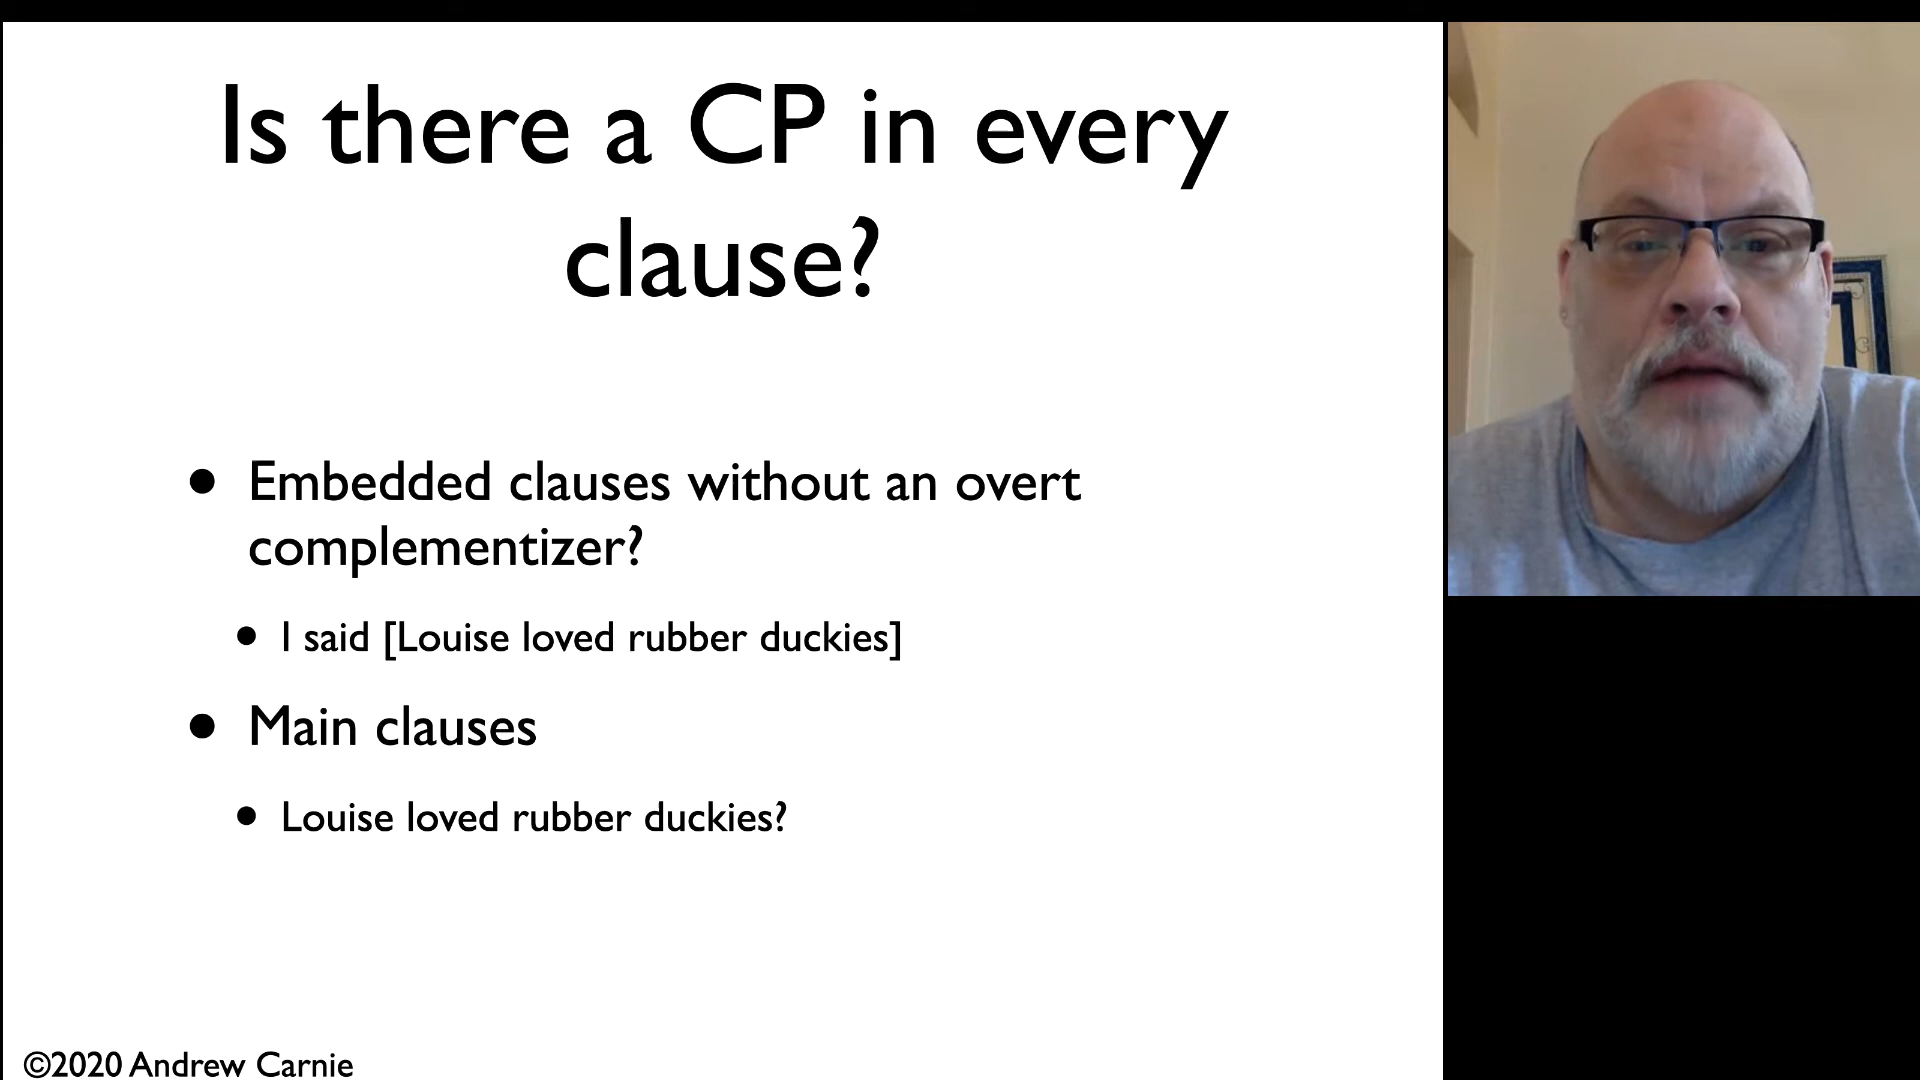 Is there a CP in every
clause?
• Embedded clauses without an overt
complementizer?
• I said [Louise loved rubber duckies]
• Main clauses
• Louise loved rubber duckies?
©2020 Andrew Carnie